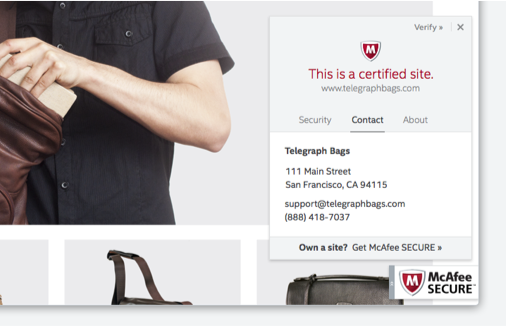 Verify »
This is a certified site.
www.telegraphbags.com
Security Contact About
Telegraph Bags
111 Main Street
San Francisco, CA 94115
support@telegraphbags.com
(888) 418-7037
Own a site? Get McAfee SECURE »
McAfee
SECURE™